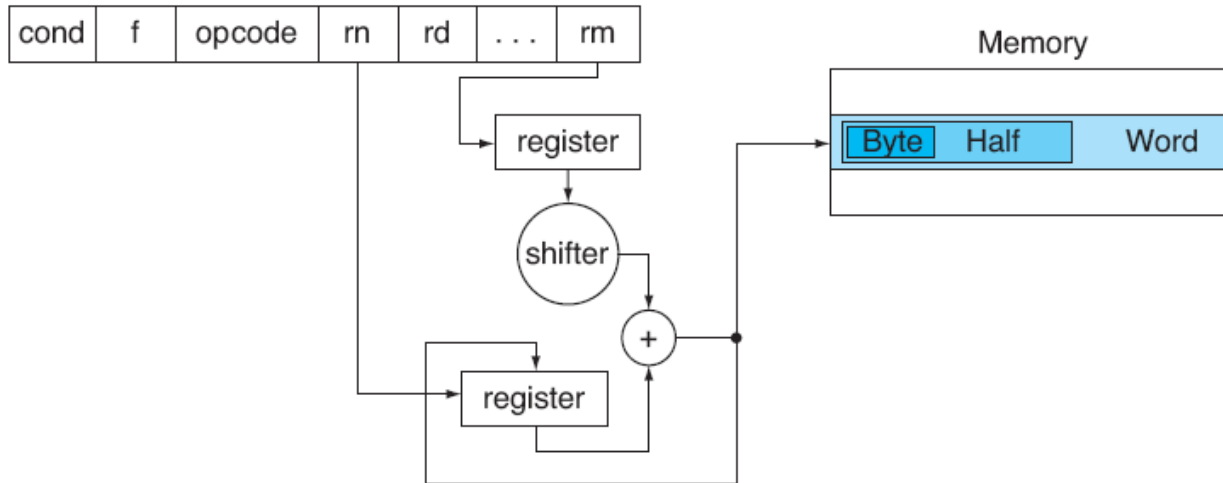 cond f opcode rn rd . . . rm
Memory
register
Byte Half Word
shifter
+
register